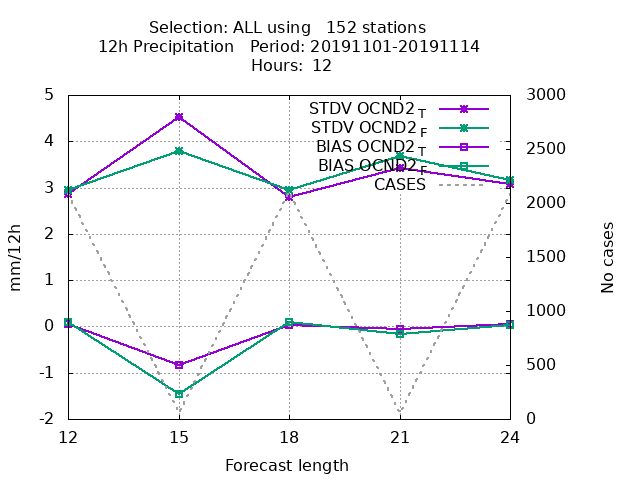 Selection: ALL using   152 stations
12h Precipitation   Period: 20191101-20191114
Hours:  12
STDV OCND2 T
STDV OCND2 F
BIAS OCND2 T
BIAS OCND2 F
CASES
5
4
3
2
1
0
-1
-2
mm/12h
3000
2500
2000
1500
1000
500
0
No cases
12 15 18 21 24
Forecast length